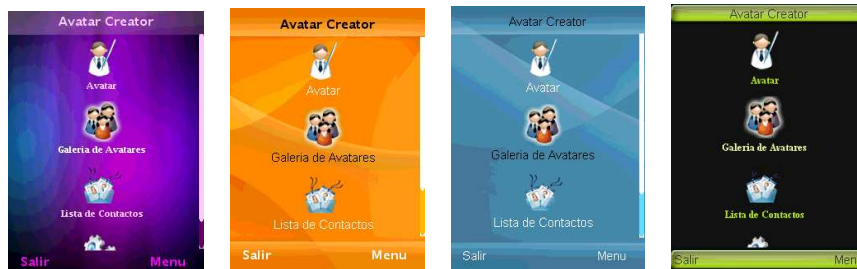 Avatar Creator
Avatar
Galeria de Avatares
Lista de Contactos
Salir Menu
Avatar Creator
Avatar
Galeria de Avatares
Lista de Contactos
Salir Menu
Avatar Creator
Avatar
Galeria de Avatares
Lista de Contactos
Salir Menu
Avatar Creator
Avatar
Galeria de Avatares
Lista de Contactos
Salir Men